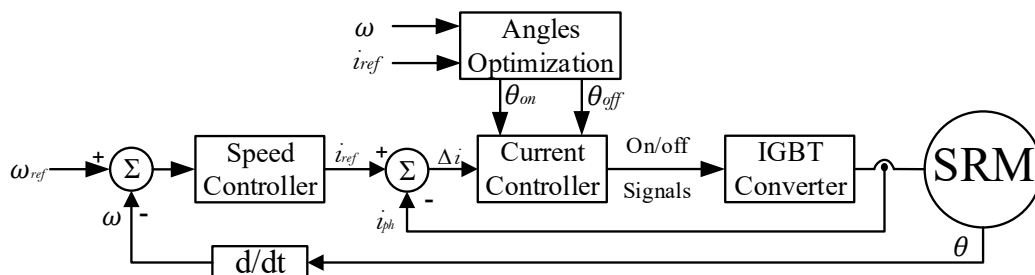 ω
Angles
i_ref
Optimization
θ_on
θ_off
ω_ref
+
Σ
Speed
Controller
i_ref
+
Σ
Δi
Current
Controller
On/off
Signals
IGBT
Converter
SRM
ω
-
-
i_ph
d/dt
θ